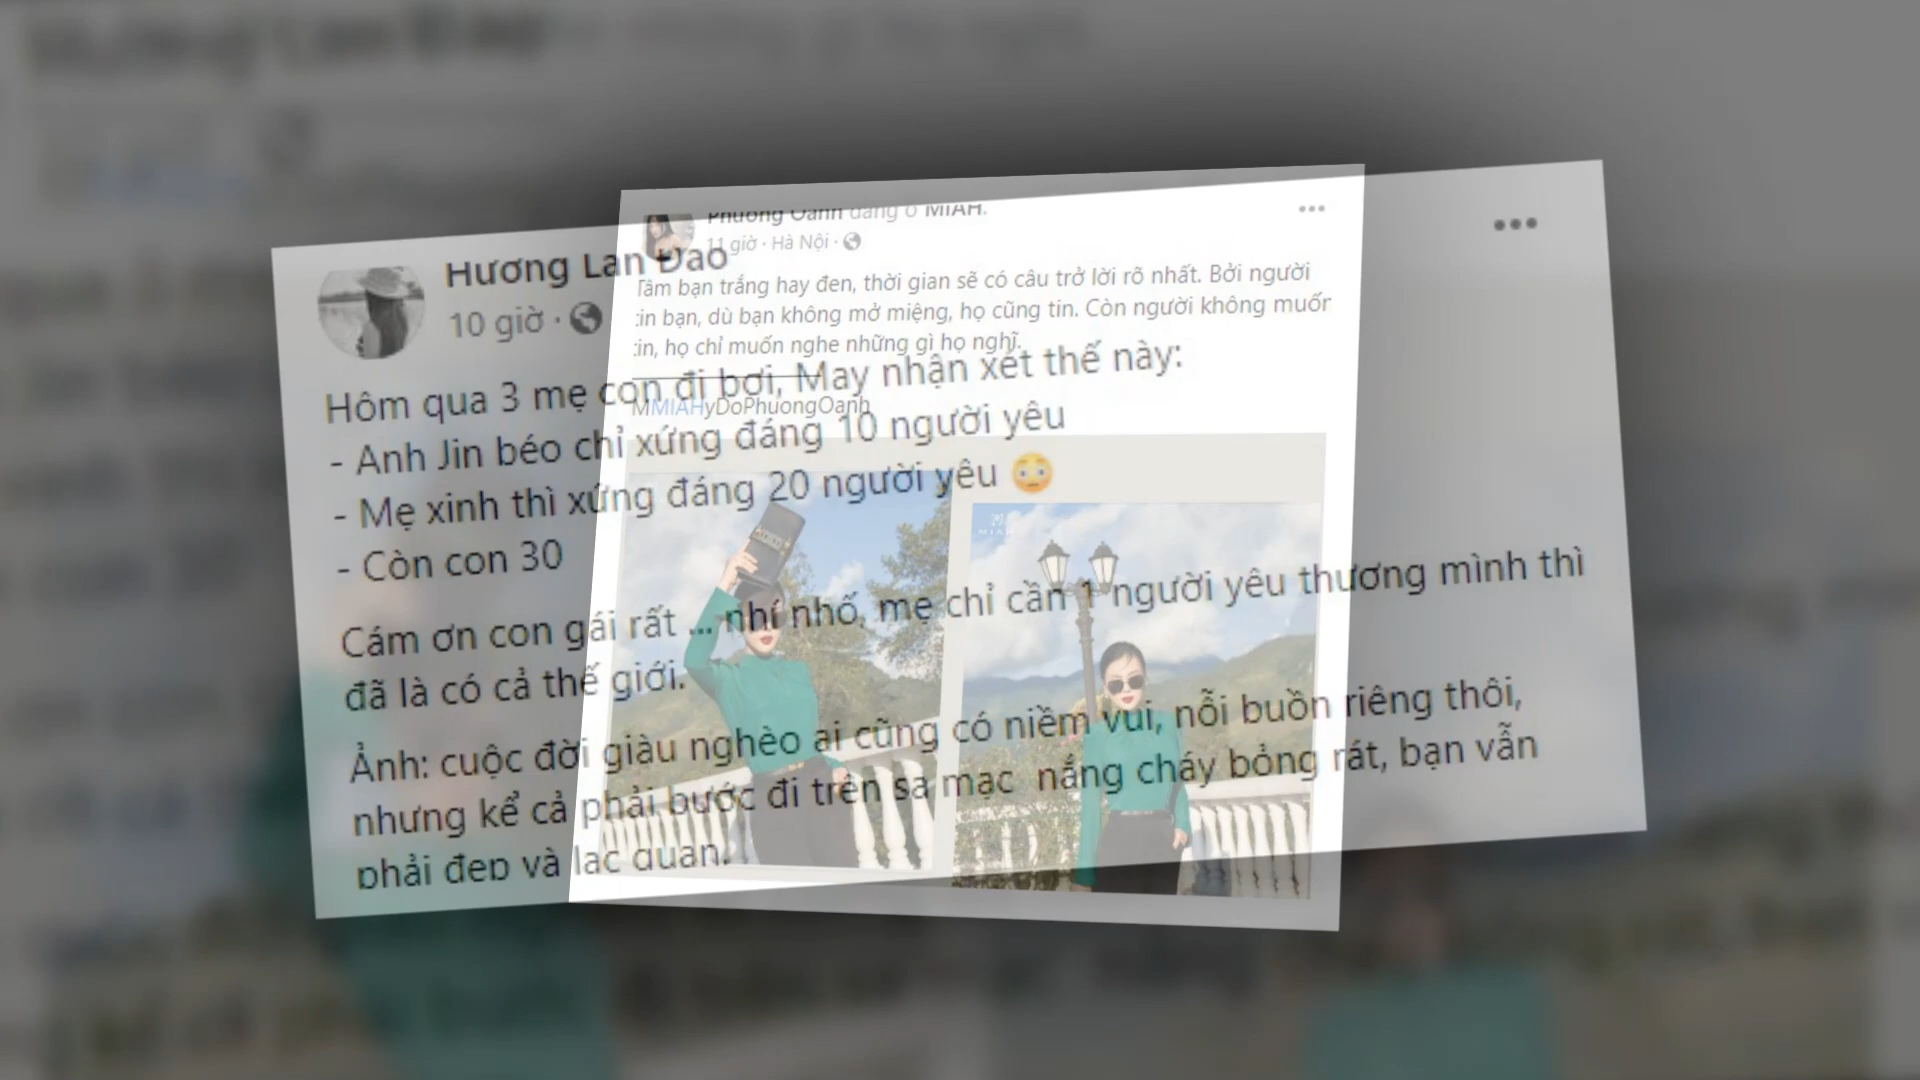 Phương Oanh đang ở MIAH.
11 giờ · Hà Nội ·
Tâm bạn trắng hay đen, thời gian sẽ có câu trở lời rõ nhất. Bởi người
tin bạn, dù bạn không mở miệng, họ cũng tin. Còn người không muốn
tin, họ chỉ muốn nghe những gì họ nghĩ.
MMIAHyDoPhuongOanh
MIAH
Hương Lan Đào
10 giờ ·
Hôm qua 3 mẹ con đi bơi, May nhận xét thế này:
- Anh Jin béo chỉ xứng đáng 10 người yêu
- Mẹ xinh thì xứng đáng 20 người yêu 😳
- Còn con 30
Cám ơn con gái rất ... nhí nhố, mẹ chỉ cần 1 người yêu thương mình thì
đã là có cả thế giới.
Ảnh: cuộc đời giàu nghèo ai cũng có niềm vui, nỗi buồn riêng thôi,
nhưng kể cả phải bước đi trên sa mạc nắng cháy bỏng rát, bạn vẫn
phải đẹp và lạc quan.